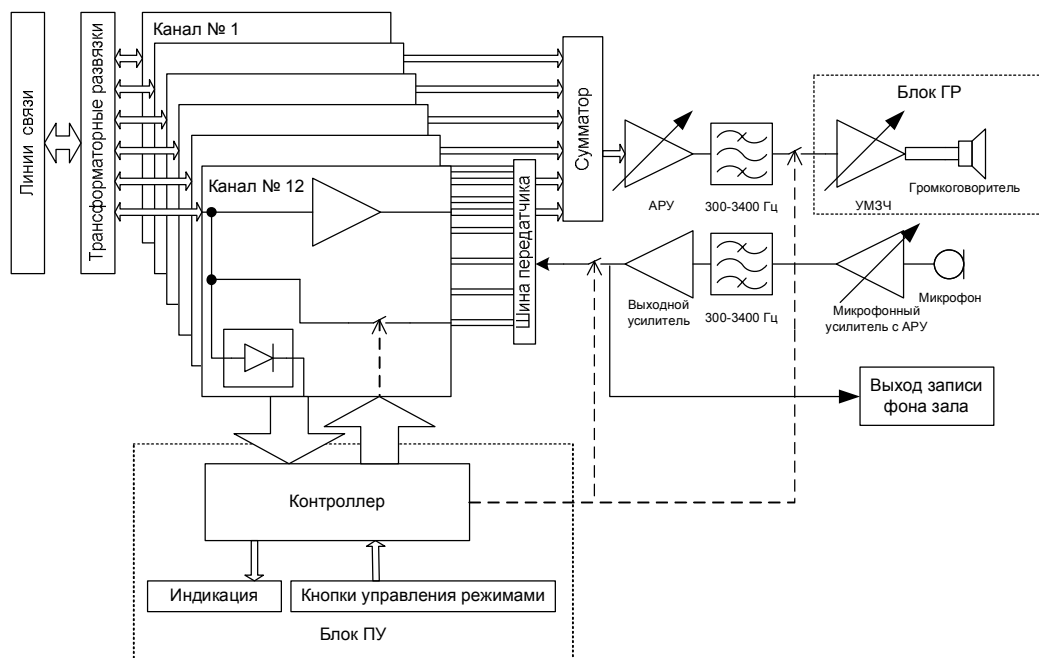 Линии связи
Трансформаторные развязки
Канал № 1
Канал № 12
Шина передатчика
Сумматор
АРУ
300-3400 Гц
Блок ГР
УМЗЧ
Громкоговоритель
Выходной
усилитель
300-3400 Гц
Микрофонный
усилитель с АРУ
Микрофон
Выход записи
фона зала
Контроллер
Индикация
Кнопки управления режимами
Блок ПУ